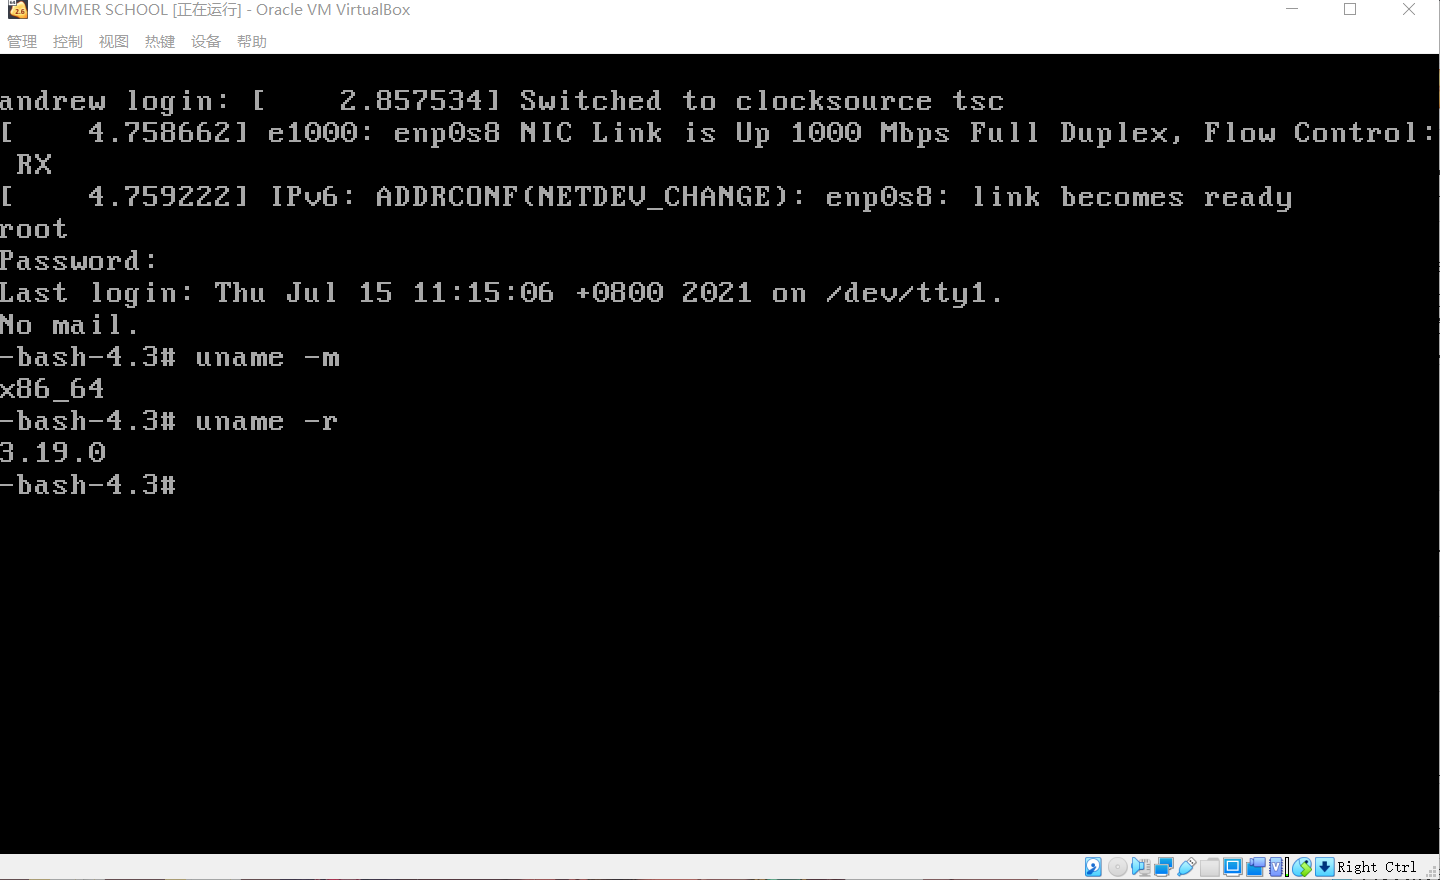 SUMMER SCHOOL [正在运行] - Oracle VM VirtualBox
管理 控制 视图 热键 设备 帮助
andrew login: [    2.857534] Switched to clocksource tsc
[    4.758662] e1000: enp0s8 NIC Link is Up 1000 Mbps Full Duplex, Flow Control:
 RX
[    4.759222] IPv6: ADDRCONF(NETDEV_CHANGE): enp0s8: link becomes ready
root
Password:
Last login: Thu Jul 15 11:15:06 +0800 2021 on /dev/tty1.
No mail.
-bash-4.3# uname -m
x86_64
-bash-4.3# uname -r
3.19.0
-bash-4.3#
Right Ctrl